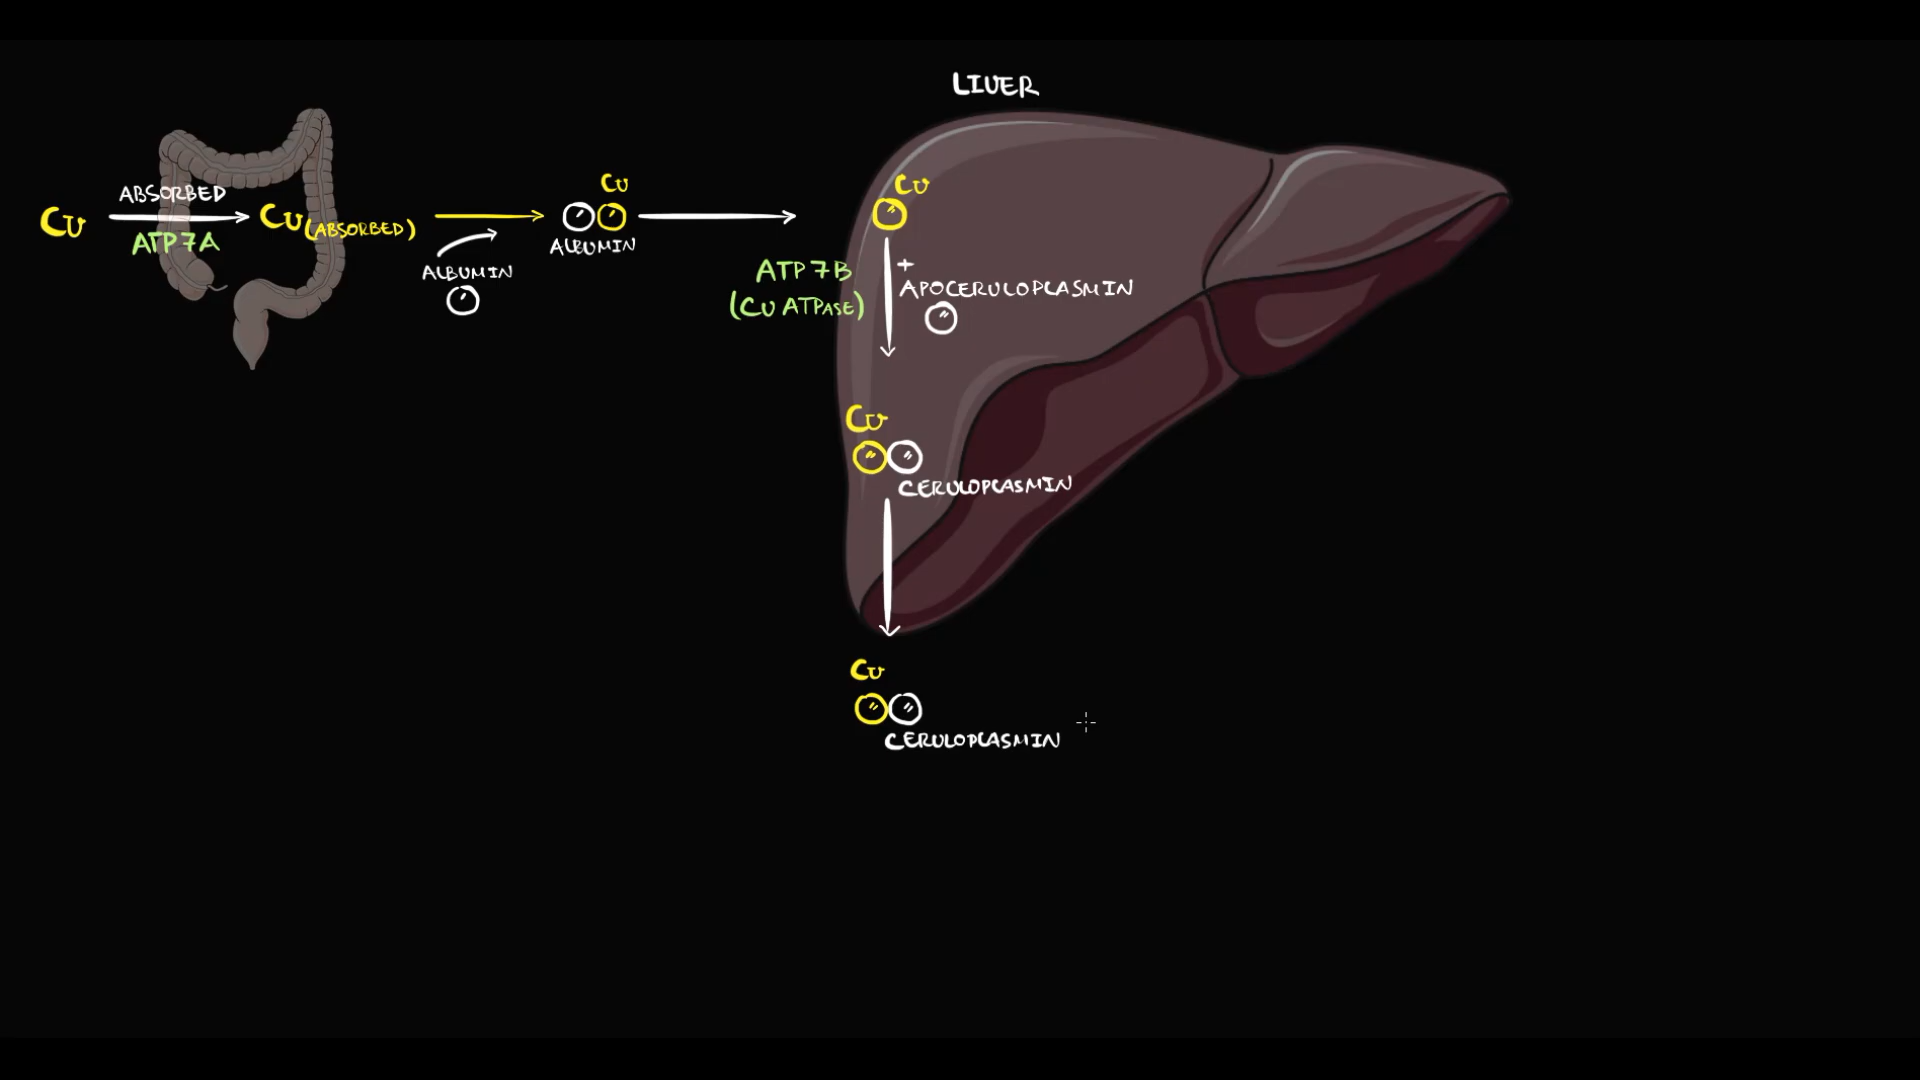 LIVER
Cu
ABSORBED
ATP7A
Cu(ABSORBED)
ALBUMIN
Cu
ALBUMIN
Cu
ATP7B
(Cu ATPASE)
+
APOCERULOPLASMIN
Cu
CERULOPLASMIN
Cu
CERULOPLASMIN